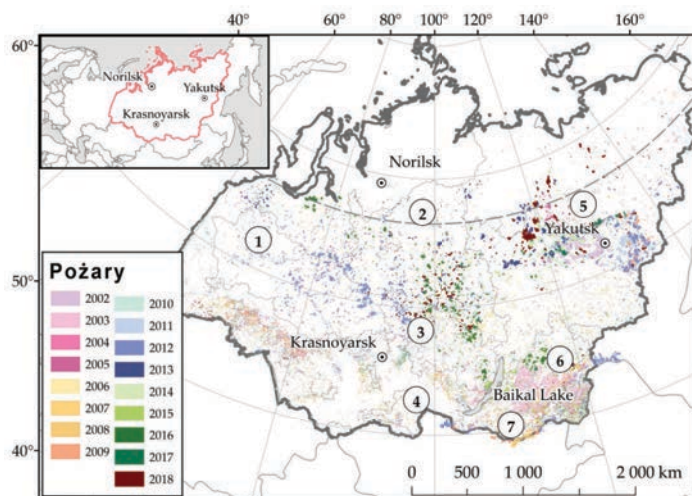 40° 60° 80° 100° 120° 140° 160°
60°
50°
40°
Norilsk
Yakutsk
Krasnoyarsk
Norilsk
5
2
1
Yakutsk
Pożary
2002
2003
2004
2005
2006
2007
2008
2009
2010
2011
2012
2013
2014
2015
2016
2017
2018
3
Krasnoyarsk
6
4
Baikal Lake
7
0 500 1 000 2 000 km